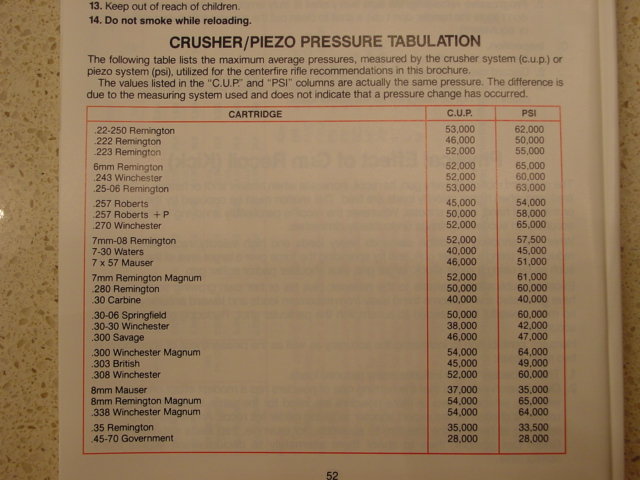 13. Keep out of reach of children.
14. Do not smoke while reloading.
CRUSHER/PIEZO PRESSURE TABULATION
The following table lists the maximum average pressures, measured by the crusher system (c.u.p.) or
piezo system (psi), utilized for the centerfire rifle recommendations in this brochure.
The values listed in the "C.U.P." and "PSI" columns are actually the same pressure. The difference is
due to the measuring system used and does not indicate that a pressure change has occurred.
CARTRIDGE C.U.P. PSI
.22-250 Remington 53,000 62,000
.222 Remington 46,000 50,000
.223 Remington 52,000 55,000
6mm Remington 52,000 65,000
.243 Winchester 52,000 60,000
.25-06 Remington 53,000 63,000
.257 Roberts 45,000 54,000
.257 Roberts + P 50,000 58,000
.270 Winchester 52,000 65,000
7mm-08 Remington 52,000 57,500
7-30 Waters 40,000 45,000
7 x 57 Mauser 46,000 51,000
7mm Remington Magnum 52,000 61,000
.280 Remington 50,000 60,000
.30 Carbine 40,000 40,000
.30-06 Springfield 50,000 60,000
.30-30 Winchester 38,000 42,000
.300 Savage 46,000 47,000
.300 Winchester Magnum 54,000 64,000
.303 British 45,000 49,000
.308 Winchester 52,000 60,000
8mm Mauser 37,000 35,000
8mm Remington Magnum 54,000 65,000
.338 Winchester Magnum 54,000 64,000
.35 Remington 35,000 33,500
.45-70 Government 28,000 28,000
52